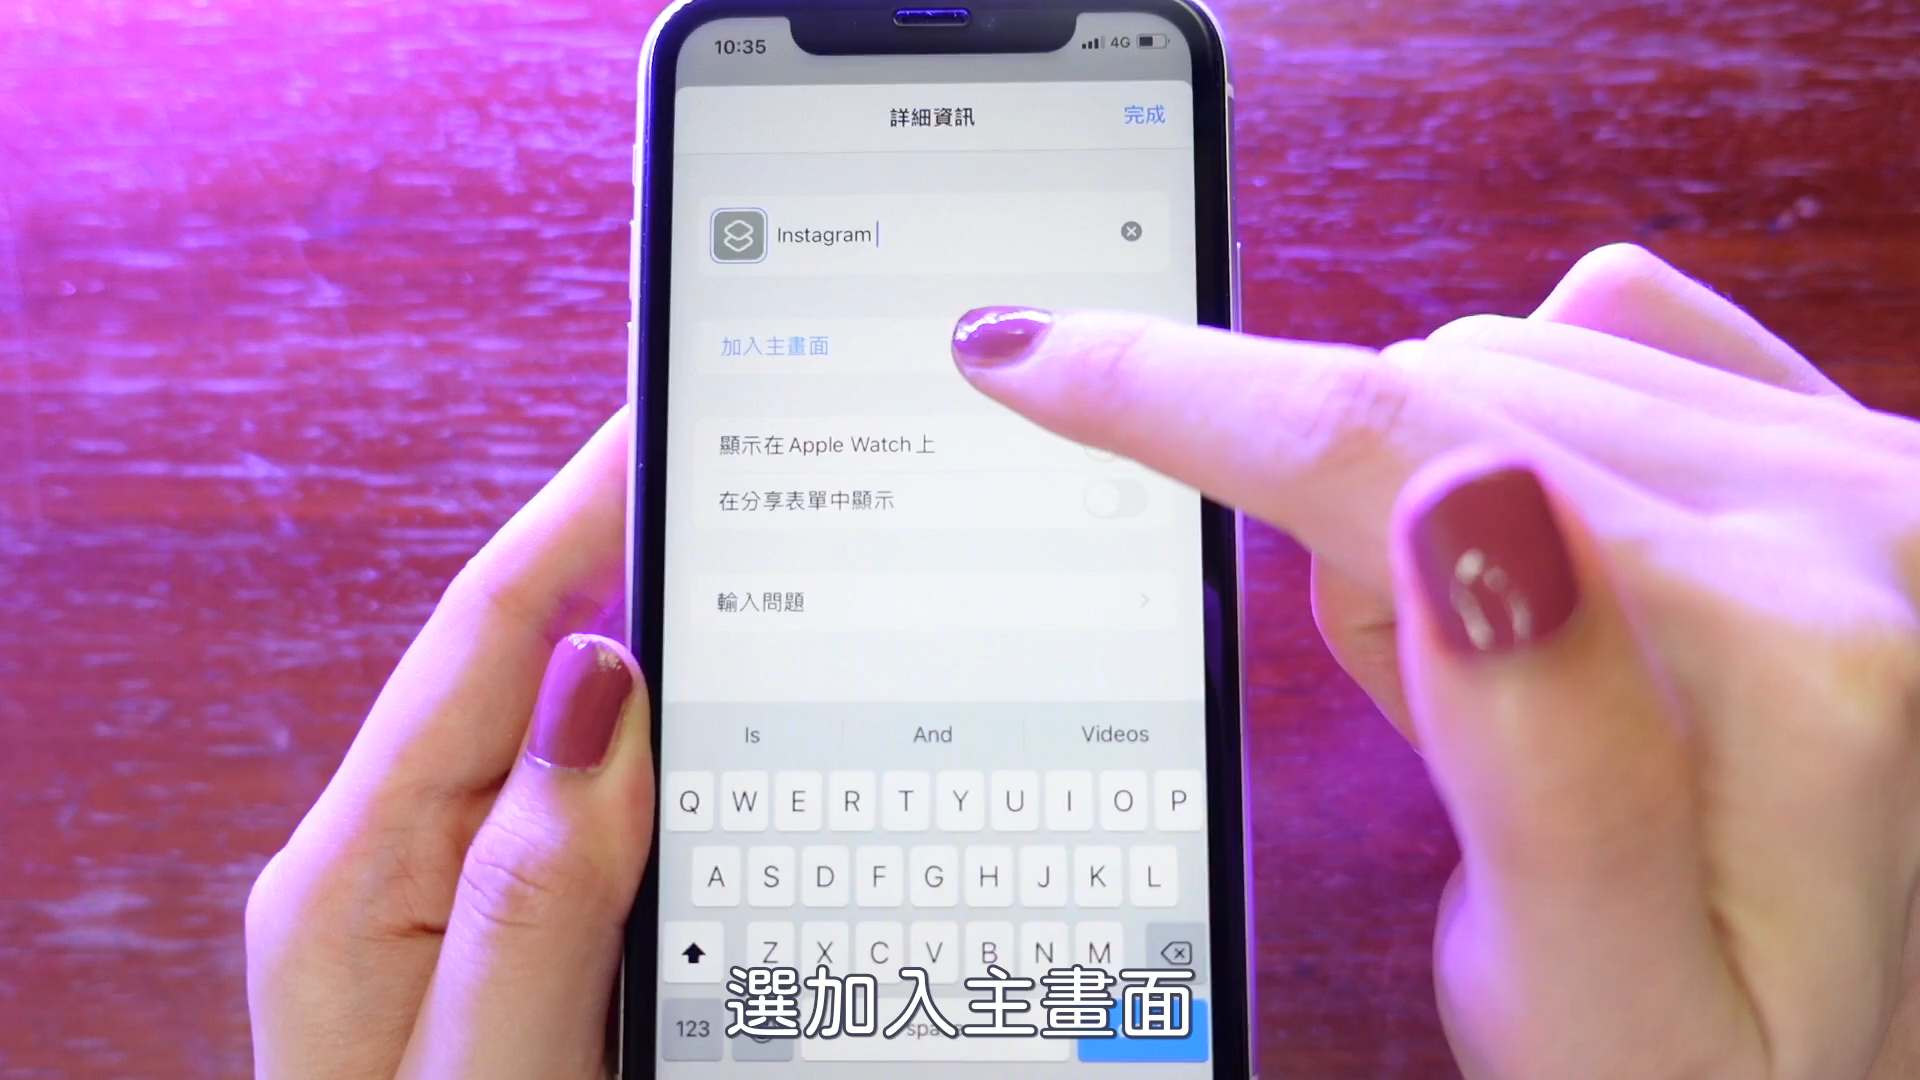 10:35 4G
詳細資訊 完成
Instagram
加入主畫面
顯示在 Apple Watch 上
在分享表單中顯示
輸入問題
Is And Videos
Q W E R T Y U I O P
A S D F G H J K L
Z X C V B N M
123
選加入主畫面